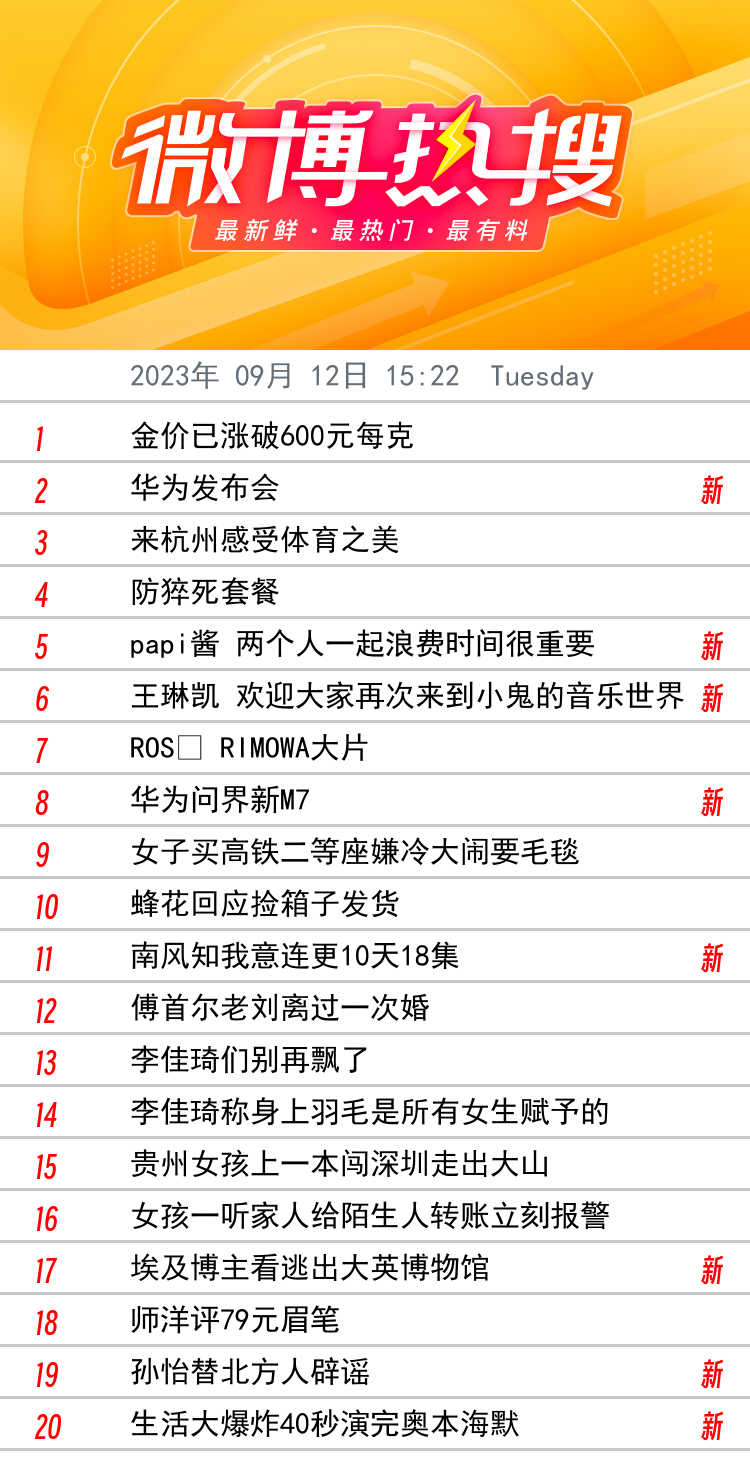 微博热搜
最新鲜·最热门·最有料
2023年 09月 12日 15:22 Tuesday
1 金价已涨破600元每克
2 华为发布会 新
3 来杭州感受体育之美
4 防猝死套餐
5 papi酱 两个人一起浪费时间很重要 新
6 王琳凯 欢迎大家再次来到小鬼的音乐世界 新
7 ROS□ RIMOWA大片
8 华为问界新M7 新
9 女子买高铁二等座嫌冷大闹要毛毯
10 蜂花回应捡箱子发货
11 南风知我意连更10天18集 新
12 傅首尔老刘离过一次婚
13 李佳琦们别再飘了
14 李佳琦称身上羽毛是所有女生赋予的
15 贵州女孩上一本闯深圳走出大山
16 女孩一听家人给陌生人转账立刻报警
17 埃及博主看逃出大英博物馆 新
18 师洋评79元眉笔
19 孙怡替北方人辟谣 新
20 生活大爆炸40秒演完奥本海默 新